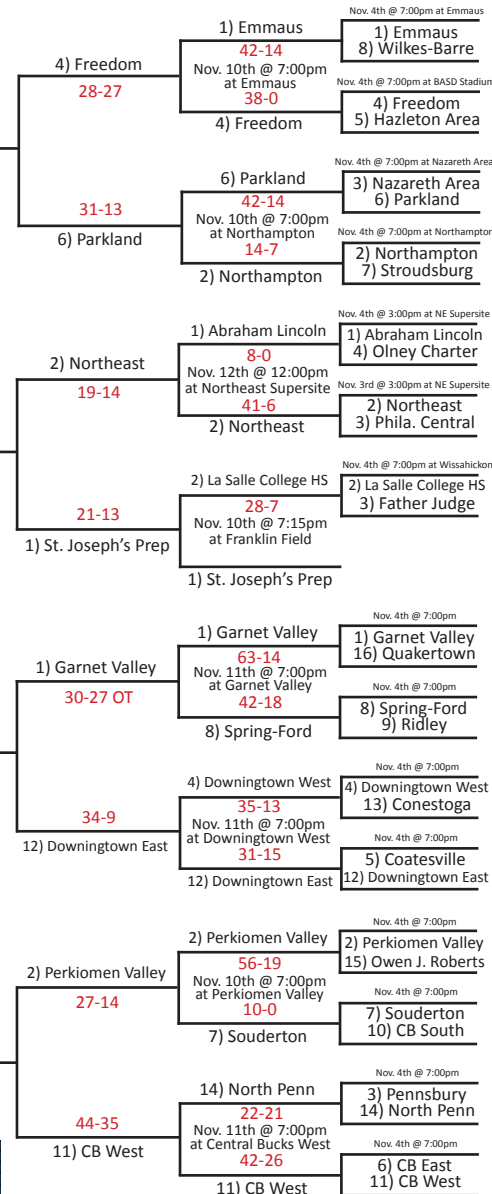 Nov. 4th @ 7:00pm at Emmaus
1) Emmaus
1) Emmaus
8) Wilkes-Barre
42-14
4) Freedom
Nov. 10th @ 7:00pm
at Emmaus
Nov. 4th @ 7:00pm at BASD Stadium
28-27
38-0
4) Freedom
5) Hazleton Area
4) Freedom
Nov. 4th @ 7:00pm at Nazareth Area
6) Parkland
3) Nazareth Area
6) Parkland
31-13
42-14
Nov. 10th @ 7:00pm
at Northampton
Nov. 4th @ 7:00pm at Northampton
6) Parkland
14-7
2) Northampton
7) Stroudsburg
2) Northampton
Nov. 4th @ 3:00pm at NE Supersite
1) Abraham Lincoln
1) Abraham Lincoln
4) Olney Charter
2) Northeast
8-0
Nov. 12th @ 12:00pm
at Northeast Supersite
Nov. 3rd @ 3:00pm at NE Supersite
19-14
41-6
2) Northeast
3) Phila. Central
2) Northeast
Nov. 4th @ 7:00pm at Wissahickon
2) La Salle College HS
2) La Salle College HS
3) Father Judge
21-13
28-7
Nov. 10th @ 7:15pm
at Franklin Field
1) St. Joseph's Prep
1) St. Joseph's Prep
Nov. 4th @ 7:00pm
1) Garnet Valley
1) Garnet Valley
16) Quakertown
1) Garnet Valley
63-14
Nov. 11th @ 7:00pm
at Garnet Valley
Nov. 4th @ 7:00pm
30-27 OT
42-18
8) Spring-Ford
9) Ridley
8) Spring-Ford
Nov. 4th @ 7:00pm
4) Downingtown West
4) Downingtown West
13) Conestoga
34-9
35-13
Nov. 11th @ 7:00pm
at Downingtown West
Nov. 4th @ 7:00pm
12) Downingtown East
31-15
5) Coatesville
12) Downingtown East
12) Downingtown East
Nov. 4th @ 7:00pm
2) Perkiomen Valley
2) Perkiomen Valley
15) Owen J. Roberts
2) Perkiomen Valley
56-19
Nov. 10th @ 7:00pm
at Perkiomen Valley
Nov. 4th @ 7:00pm
27-14
10-0
7) Souderton
10) CB South
7) Souderton
Nov. 4th @ 7:00pm
14) North Penn
3) Pennsbury
14) North Penn
44-35
22-21
Nov. 11th @ 7:00pm
at Central Bucks West
Nov. 4th @ 7:00pm
11) CB West
42-26
6) CB East
11) CB West
11) CB West